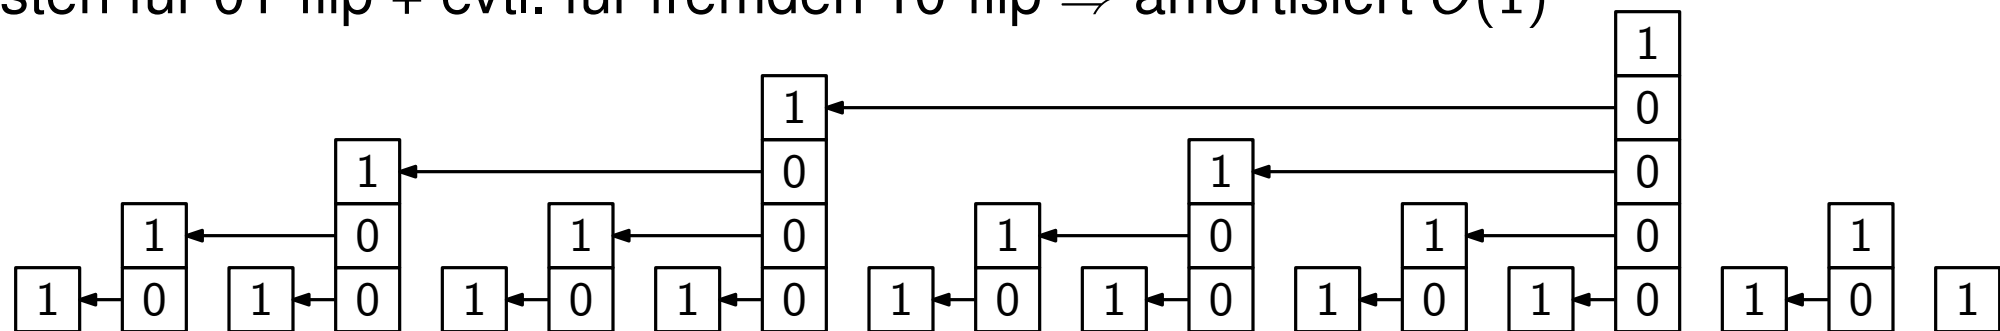 sten für 01 flip + evtl. für fremden 10 flip ⇒ amortisiert O(1)
1
1 0
1 0 1 0
1 0 1 0 1 0 1 0 1
1 0 1 0 1 0 1 0 1 0 1 0 1 0 1 0 1 0 1